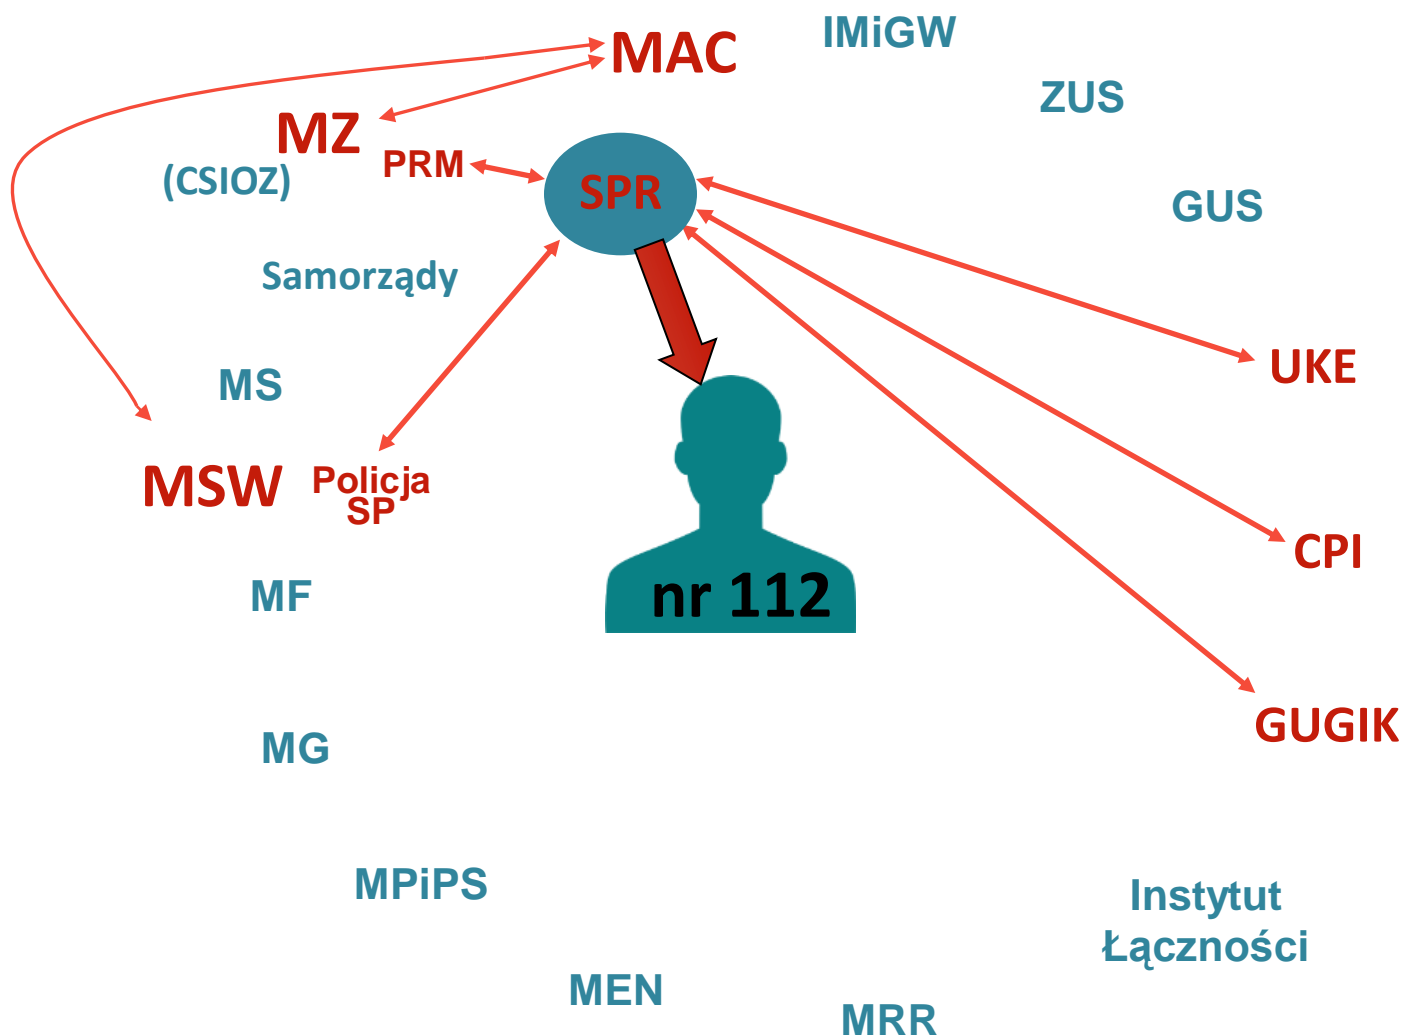 IMiGW
MAC
ZUS
MZ
PRM
(CSIOZ)
SPR
GUS
Samorządy
UKE
MS
MSW
Policja
SP
CPI
MF
nr 112
GUGIK
MG
MPiPS
Instytut
Łączności
MEN
MRR